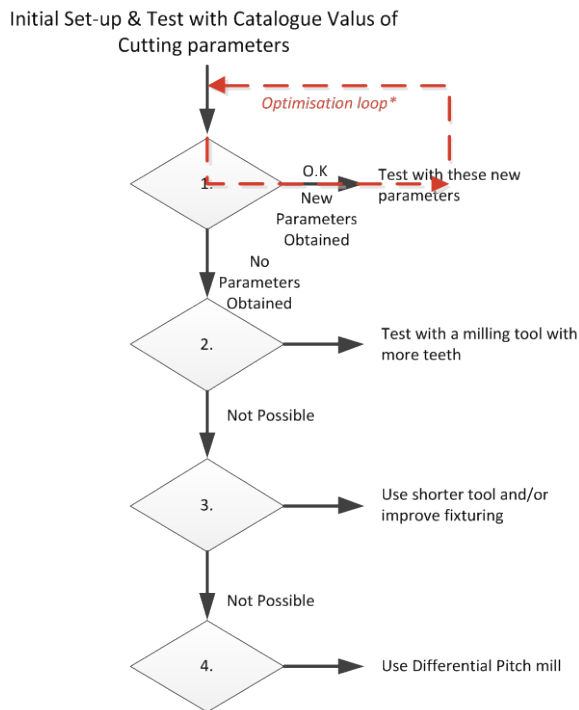 Initial Set-up & Test with Catalogue Valus of
Cutting parameters
Optimisation loop*
1.
O.K
New
Parameters
Obtained
Test with these new
parameters
No
Parameters
Obtained
2.
Test with a milling tool with
more teeth
Not Possible
3.
Use shorter tool and/or
improve fixturing
Not Possible
4.
Use Differential Pitch mill